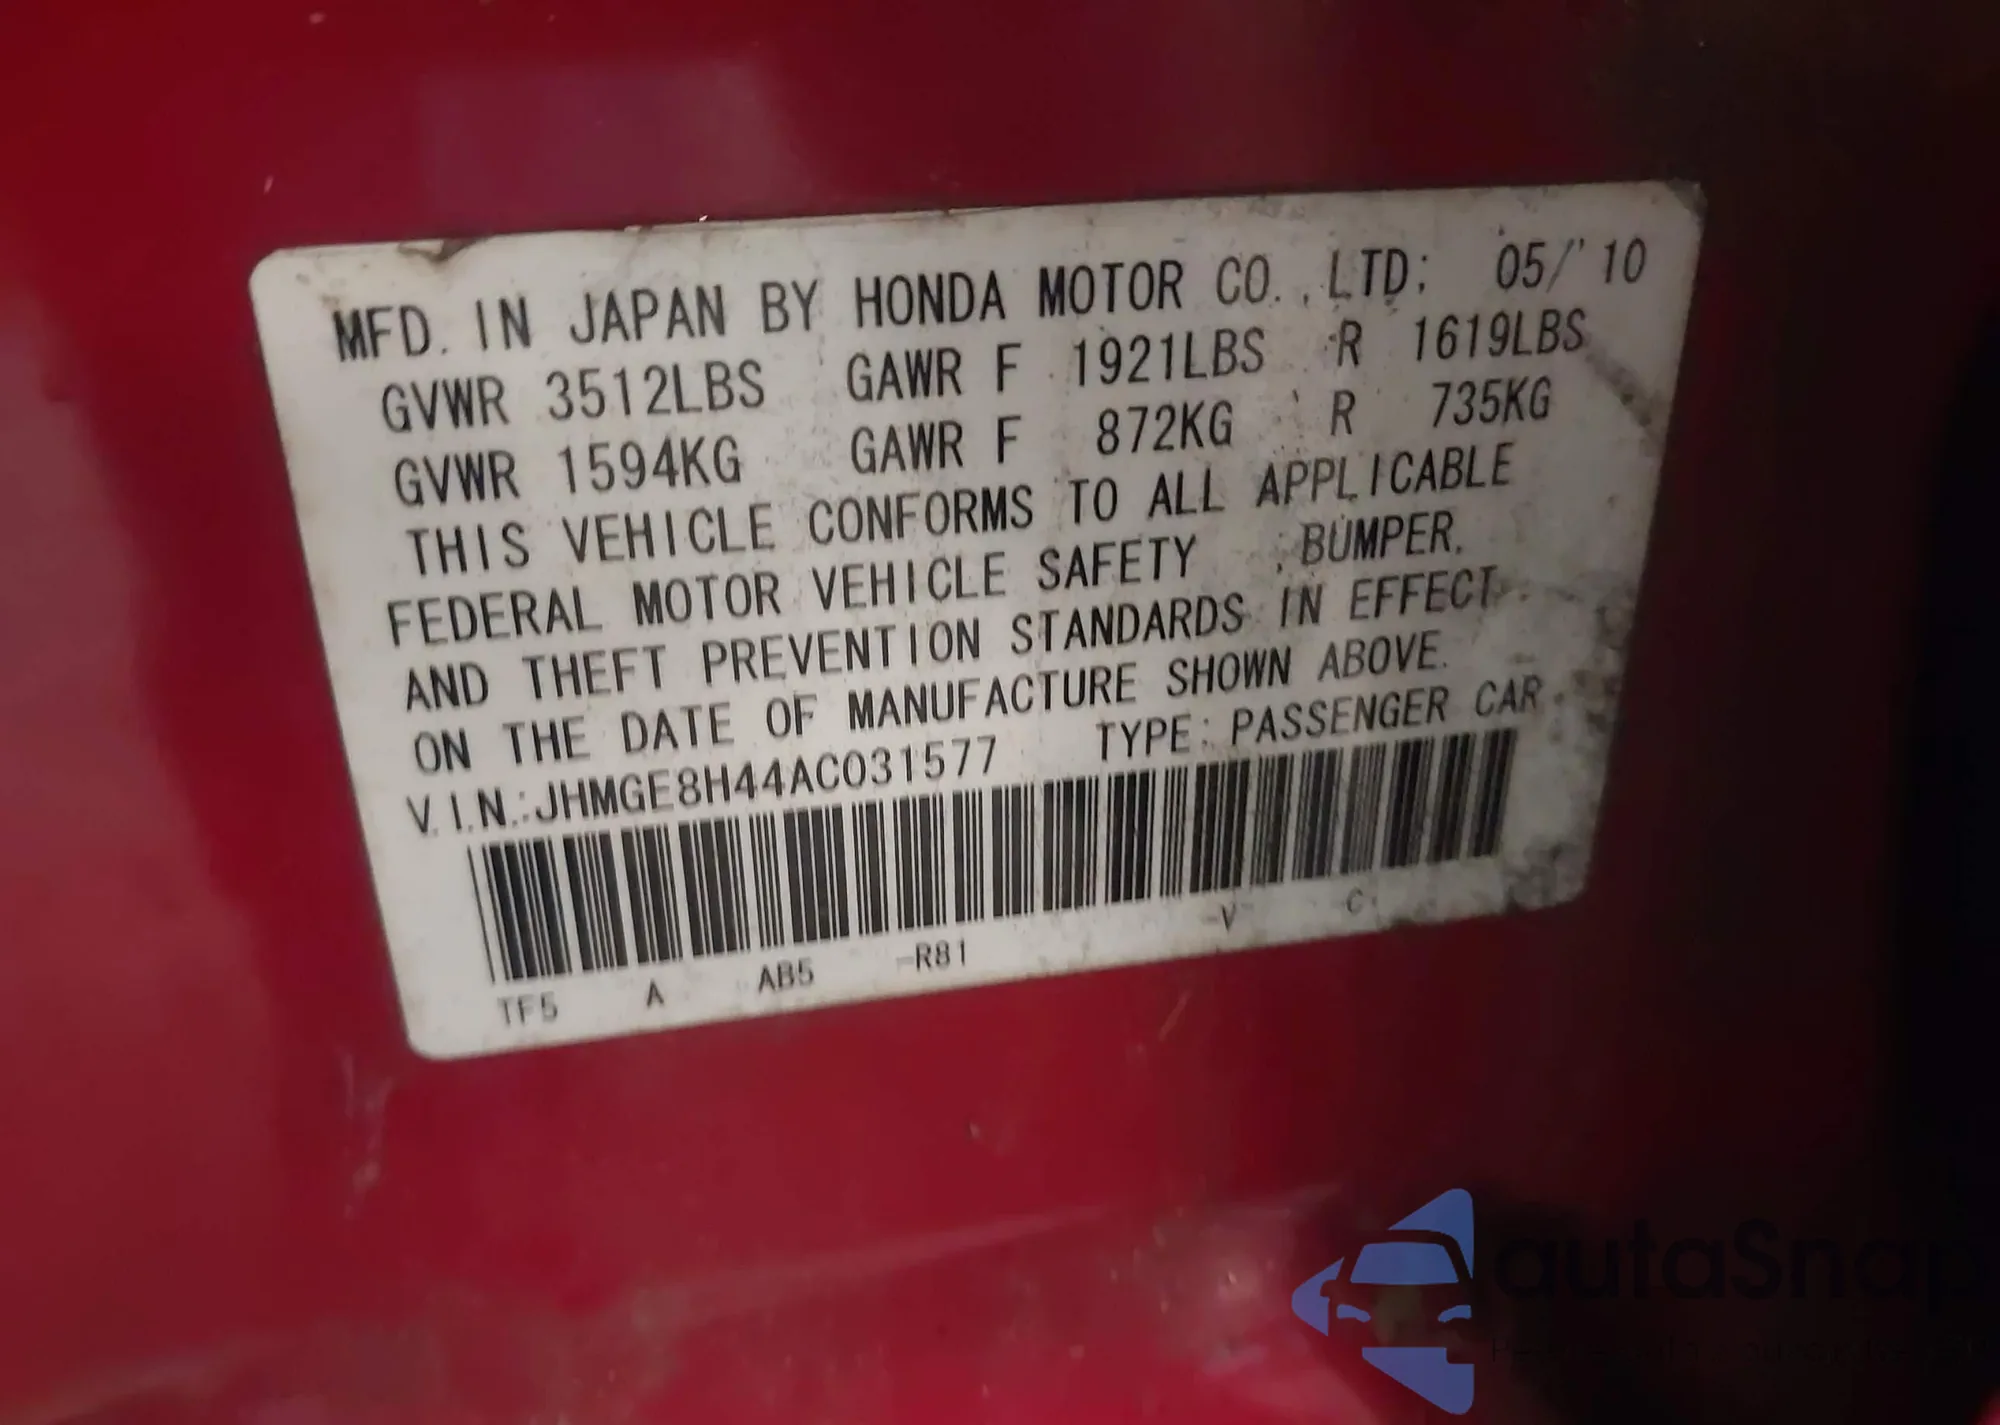 MFD. IN JAPAN BY HONDA MOTOR CO., LTD; 05/'10
GVWR 3512LBS GAWR F 1921LBS R 1619LBS
GVWR 1594KG GAWR F 872KG R 735KG
THIS VEHICLE CONFORMS TO ALL APPLICABLE
FEDERAL MOTOR VEHICLE SAFETY , BUMPER,
AND THEFT PREVENTION STANDARDS IN EFFECT
ON THE DATE OF MANUFACTURE SHOWN ABOVE.
V.I.N.:JHMGE8H44AC031577 TYPE: PASSENGER CAR
TF5 A AB5 -R81 -V C
autaSnap